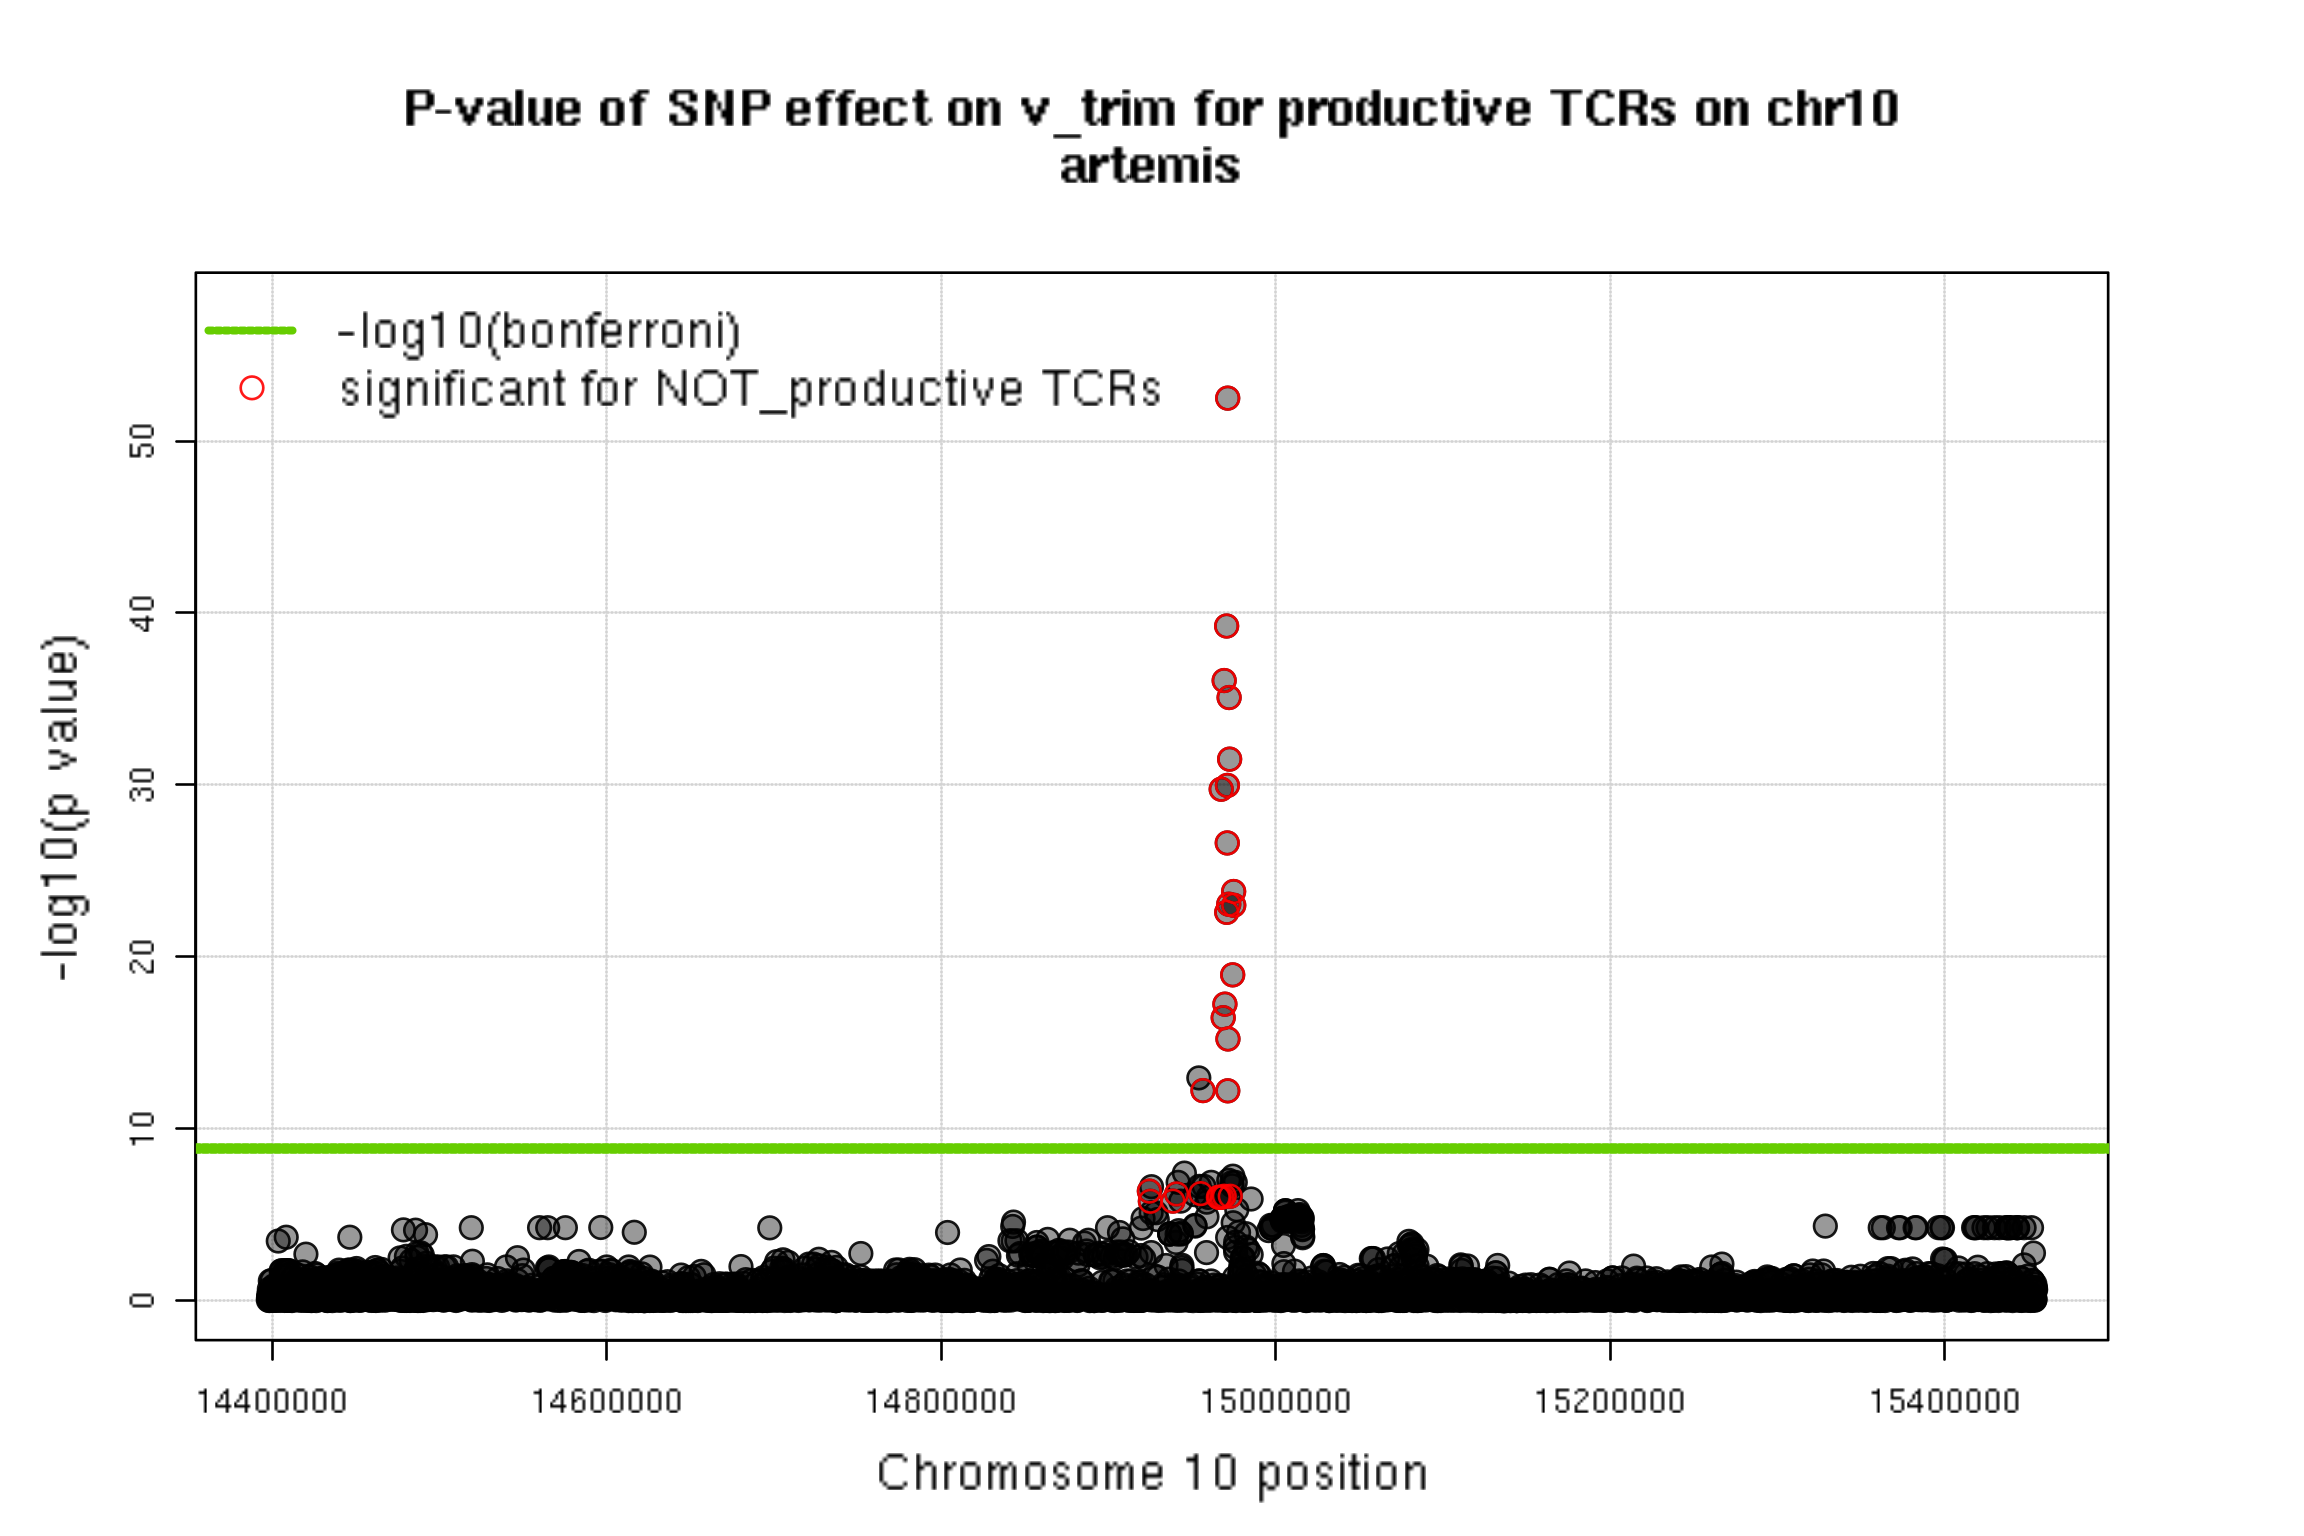 P-value of SNP effect on v_trim for productive TCRs on chr10
artemis
-log10(bonferroni)
significant for NOT_productive TCRs
-log10(p value)
50
40
30
20
10
0
14400000 14600000 14800000 15000000 15200000 15400000
Chromosome 10 position